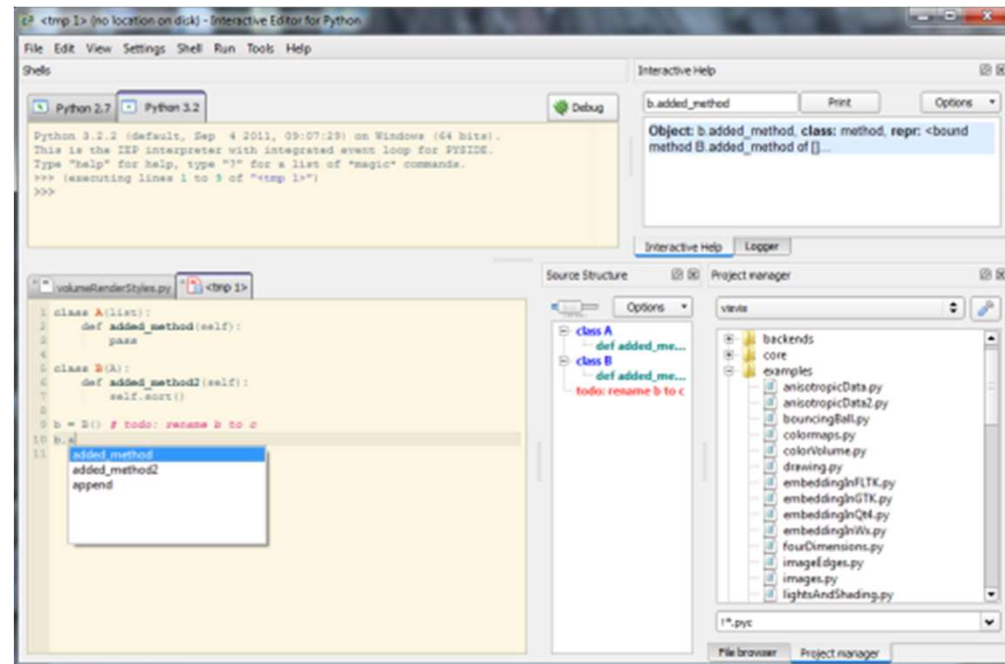 <tmp 1> (no location on disk) - Interactive Editor for Python
File Edit View Settings Shell Run Tools Help
Shells
Python 2.7 Python 3.2 Debug
Python 3.2.2 (default, Sep 4 2011, 09:07:29) on Windows (64 bits).
This is the IEP interpreter with integrated event loop for PYSIDE.
Type "help" for help, type "?" for a list of *magic* commands.
>>> (executing lines 1 to 9 of "<tmp 1>")
>>>
Interactive Help
b.added_method Print Options
Object: b.added_method, class: method, repr: <bound
method B.added_method of []...
Interactive Help Logger
volumeRenderStyles.py <tmp 1>
1 class A(list):
2 def added_method(self):
3 pass
4
5 class B(A):
6 def added_method2(self):
7 self.sort()
8
9 b = B() # todo: rename b to c
10 b.a
11
added_method
added_method2
append
Source Structure
Options
class A
def added_me...
class B
def added_me...
todo: rename b to c
Project manager
visvis
backends
core
examples
anisotropicData.py
anisotropicData2.py
bouncingBall.py
colormaps.py
colorVolume.py
drawing.py
embeddingInFLTK.py
embeddingInGTK.py
embeddingInQt4.py
embeddingInWx.py
fourDimensions.py
imageEdges.py
images.py
lightsAndShading.py
!*.pyc
File browser Project manager